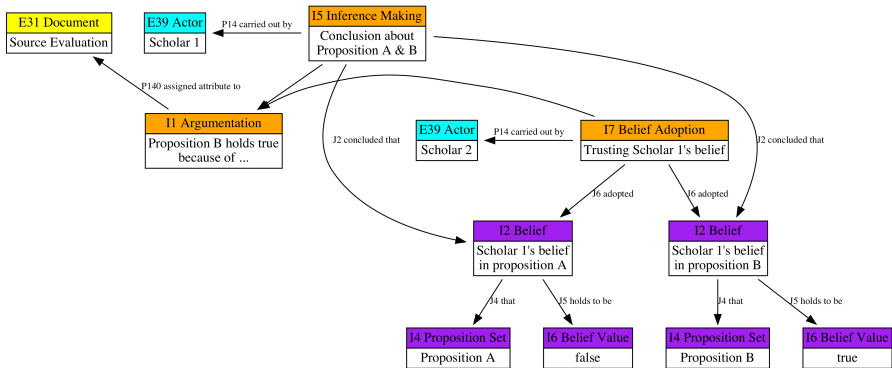 I5 Inference Making
Conclusion about
Proposition A & B
E31 Document
Source Evaluation
E39 Actor
Scholar 1
P14 carried out by
P140 assigned attribute to
I1 Argumentation
Proposition B holds true
because of ...
J2 concluded that
E39 Actor
Scholar 2
P14 carried out by
I7 Belief Adoption
Trusting Scholar 1's belief
J2 concluded that
J6 adopted
J6 adopted
I2 Belief
Scholar 1's belief
in proposition A
I2 Belief
Scholar 1's belief
in proposition B
J4 that
J5 holds to be
J4 that
J5 holds to be
I4 Proposition Set
Proposition A
I6 Belief Value
false
I4 Proposition Set
Proposition B
I6 Belief Value
true